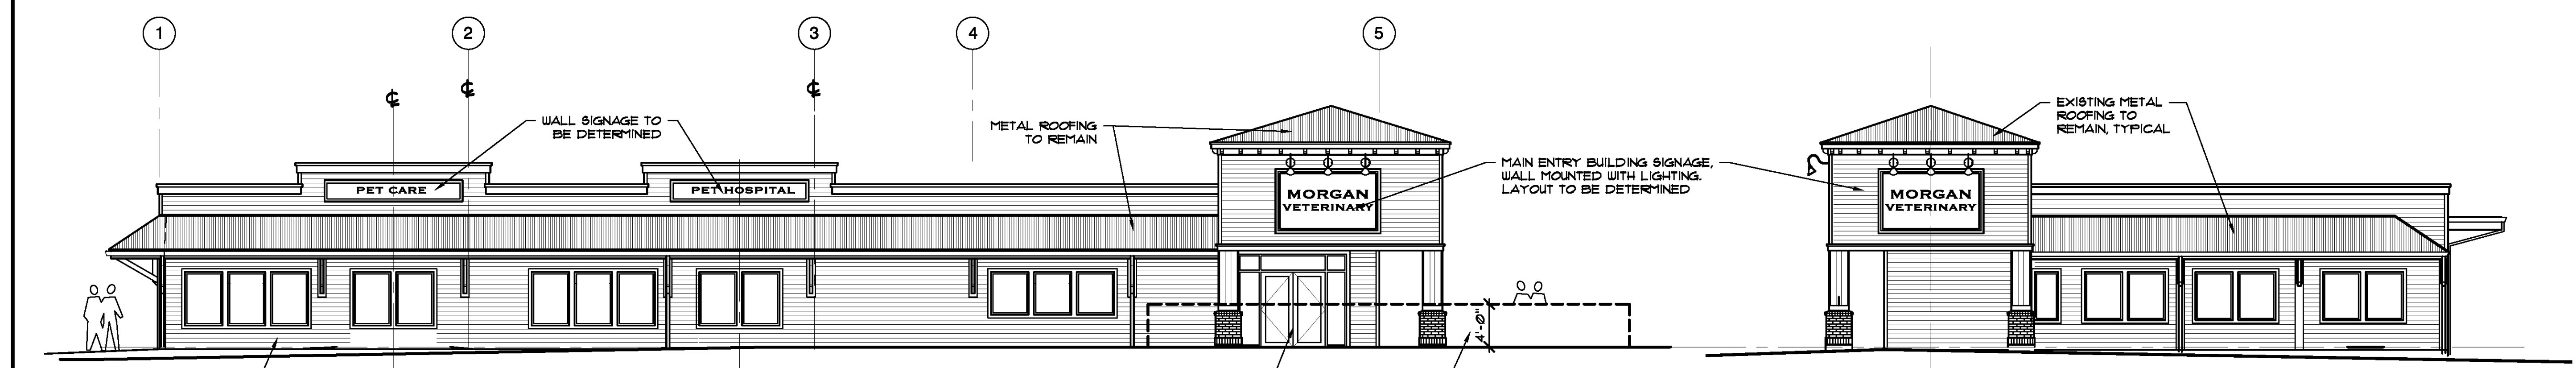 1
2
3
4
5
℄
℄
℄
WALL SIGNAGE TO
BE DETERMINED
METAL ROOFING
TO REMAIN
EXISTING METAL
ROOFING TO
REMAIN, TYPICAL
MAIN ENTRY BUILDING SIGNAGE,
WALL MOUNTED WITH LIGHTING.
LAYOUT TO BE DETERMINED
PET CARE
PET HOSPITAL
MORGAN
VETERINARY
MORGAN
VETERINARY
4'-0"